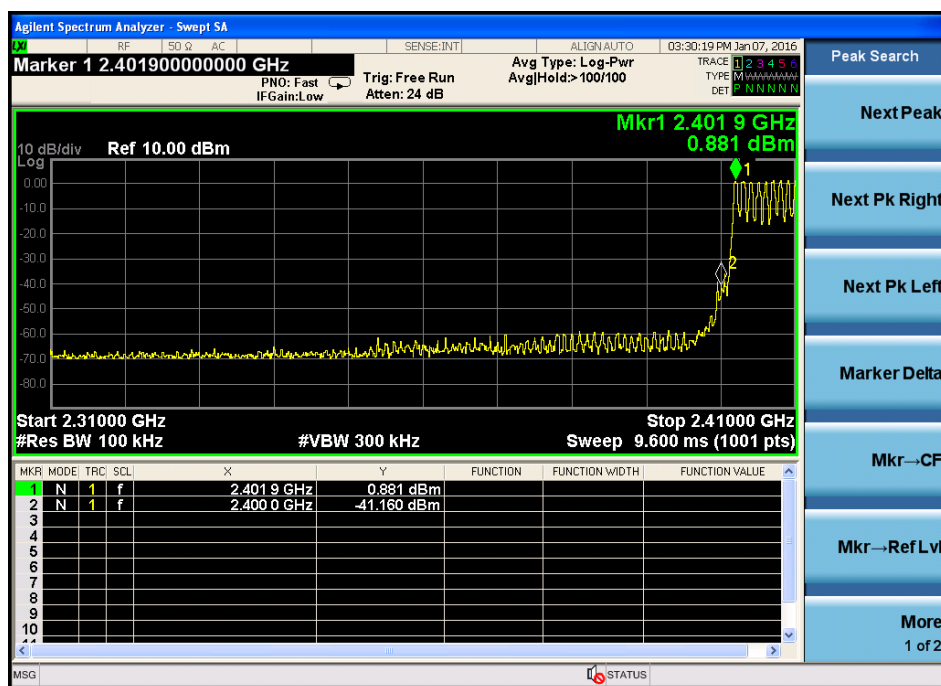 Agilent Spectrum Analyzer - Swept SA
LXI RF 50 Ω AC SENSE:INT ALIGN AUTO 03:30:19 PM Jan 07, 2016
Marker 1 2.401900000000 GHz
PNO: Fast
IFGain:Low
Trig: Free Run
Atten: 24 dB
Avg Type: Log-Pwr
Avg|Hold:>100/100
TRACE 1 2 3 4 5 6
TYPE M
DET P N N N N N
Peak Search
Mkr1 2.401 9 GHz
0.881 dBm
10 dB/div Ref 10.00 dBm
Log
0.00
-10.0
-20.0
-30.0
-40.0
-50.0
-60.0
-70.0
-80.0
1
2
Start 2.31000 GHz Stop 2.41000 GHz
#Res BW 100 kHz #VBW 300 kHz Sweep 9.600 ms (1001 pts)
MKR MODE TRC SCL X Y FUNCTION FUNCTION WIDTH FUNCTION VALUE
1 N 1 f 2.401 9 GHz 0.881 dBm
2 N 1 f 2.400 0 GHz -41.160 dBm
3
4
5
6
7
8
9
10
MSG STATUS
Next Peak
Next Pk Right
Next Pk Left
Marker Delta
Mkr→CF
Mkr→Ref Lvl
More
1 of 2